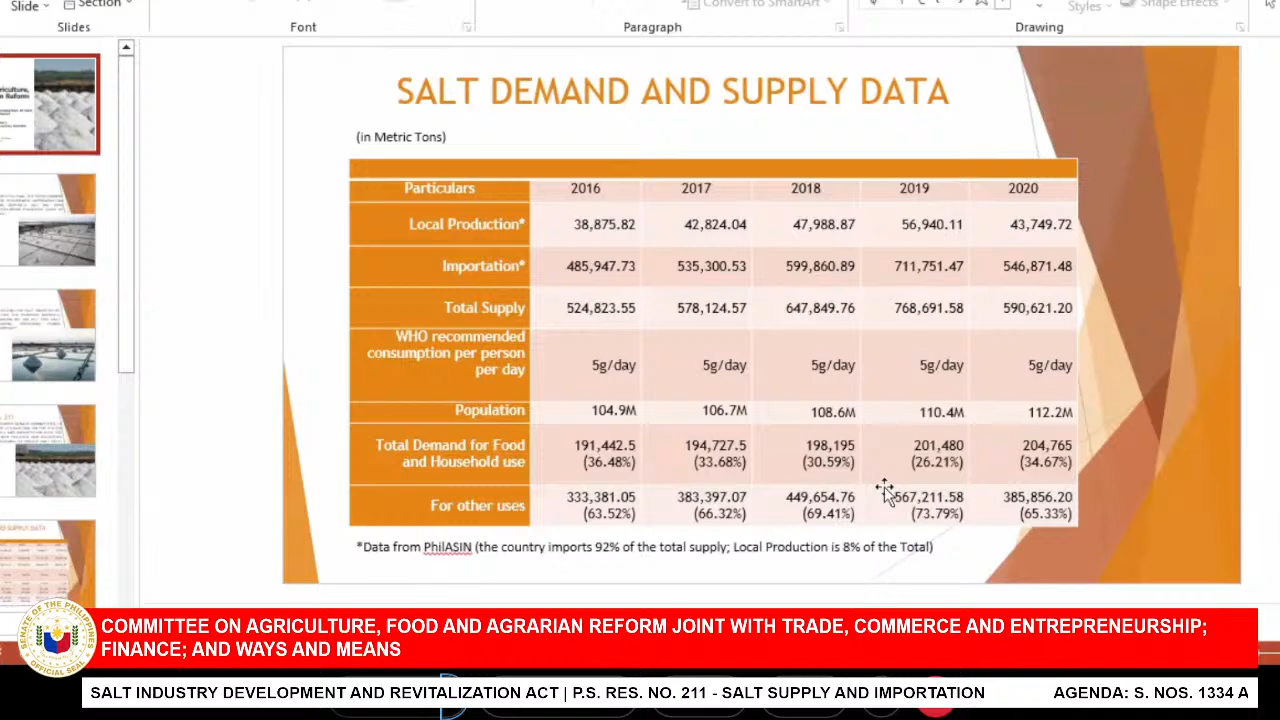 Slide
Section
Convert to SmartArt
Styles
Shape Effects
Slides
Font
Paragraph
Drawing
SALT DEMAND AND SUPPLY DATA
(in Metric Tons)
Particulars 2016 2017 2018 2019 2020
Local Production* 38,875.82 42,824.04 47,988.87 56,940.11 43,749.72
Importation* 485,947.73 535,300.53 599,860.89 711,751.47 546,871.48
Total Supply 524,823.55 578,124.57 647,849.76 768,691.58 590,621.20
WHO recommended
consumption per person
per day 5g/day 5g/day 5g/day 5g/day 5g/day
Population 104.9M 106.7M 108.6M 110.4M 112.2M
Total Demand for Food 191,442.5 194,727.5 198,195 201,480 204,765
and Household use (36.48%) (33.68%) (30.59%) (26.21%) (34.67%)
For other uses 333,381.05 383,397.07 449,654.76 567,211.58 385,856.20
(63.52%) (66.32%) (69.41%) (73.79%) (65.33%)
*Data from PhilASIN (the country imports 92% of the total supply; Local Production is 8% of the Total)
SENATE OF THE PHILIPPINES
OFFICIAL SEAL
COMMITTEE ON AGRICULTURE, FOOD AND AGRARIAN REFORM JOINT WITH TRADE, COMMERCE AND ENTREPRENEURSHIP;
FINANCE; AND WAYS AND MEANS
SALT INDUSTRY DEVELOPMENT AND REVITALIZATION ACT | P.S. RES. NO. 211 - SALT SUPPLY AND IMPORTATION AGENDA: S. NOS. 1334 A